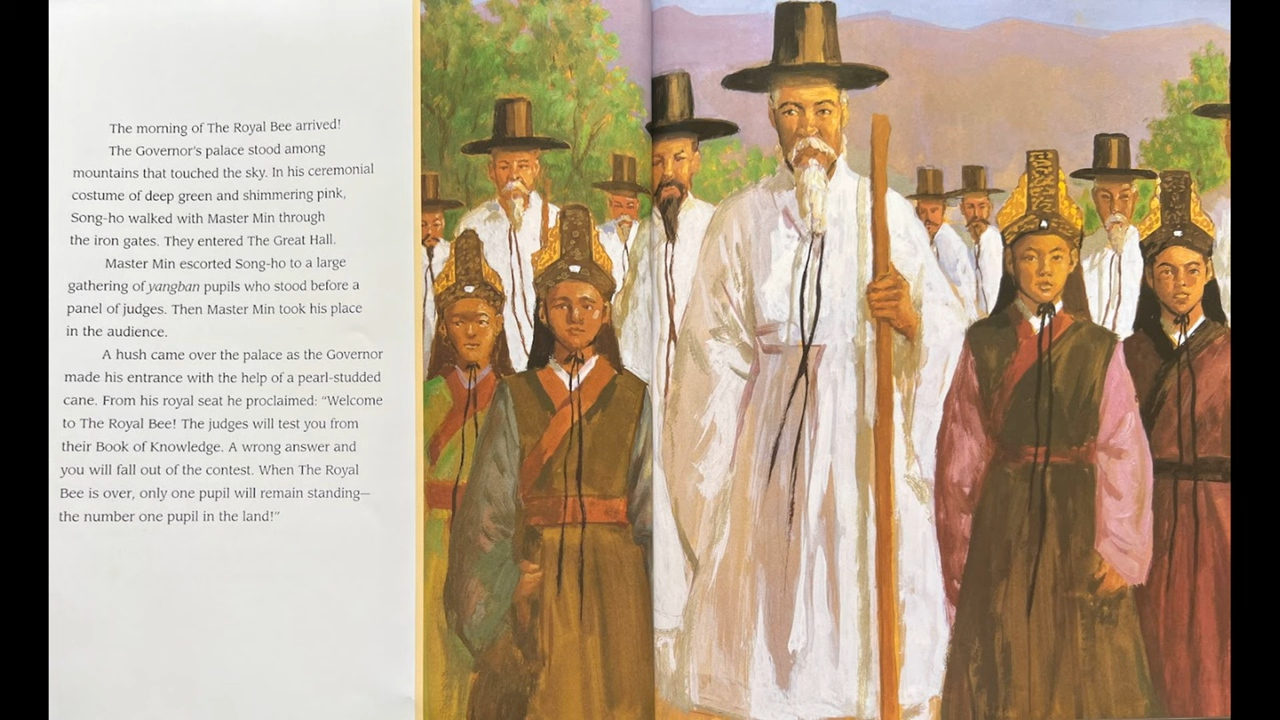 The morning of The Royal Bee arrived!
The Governor's palace stood among
mountains that touched the sky. In his ceremonial
costume of deep green and shimmering pink,
Song-ho walked with Master Min through
the iron gates. They entered The Great Hall.
Master Min escorted Song-ho to a large
gathering of yangban pupils who stood before a
panel of judges. Then Master Min took his place
in the audience.
A hush came over the palace as the Governor
made his entrance with the help of a pearl-studded
cane. From his royal seat he proclaimed: “Welcome
to The Royal Bee! The judges will test you from
their Book of Knowledge. A wrong answer and
you will fall out of the contest. When The Royal
Bee is over, only one pupil will remain standing—
the number one pupil in the land!”